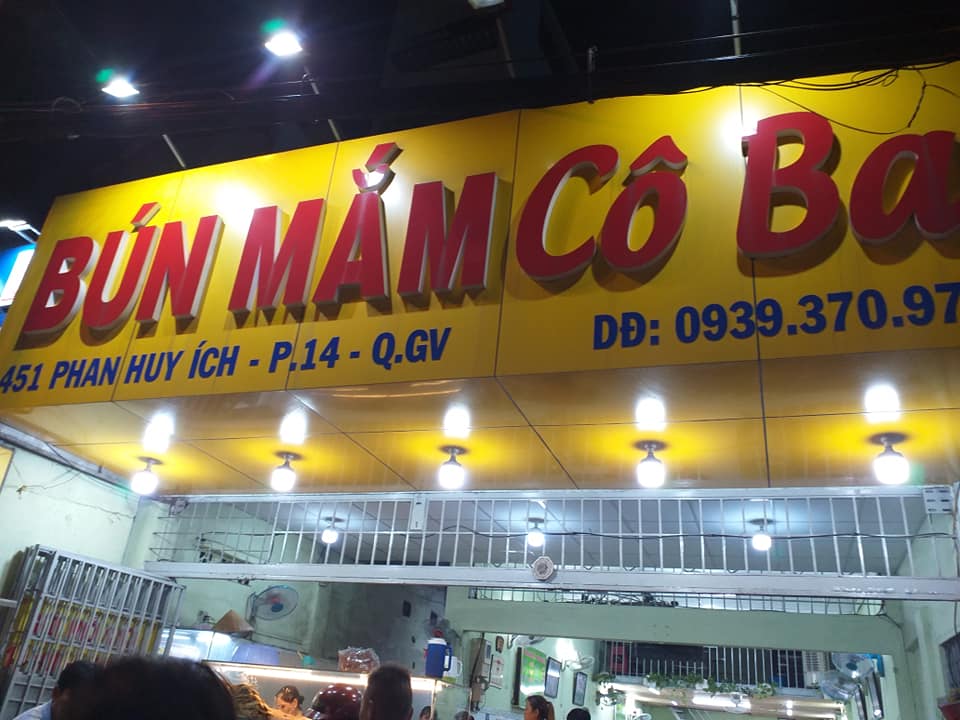 BÚN MẮM Cô Ba
451 PHAN HUY ÍCH - P.14 - Q.GV
DĐ: 0939.370.97